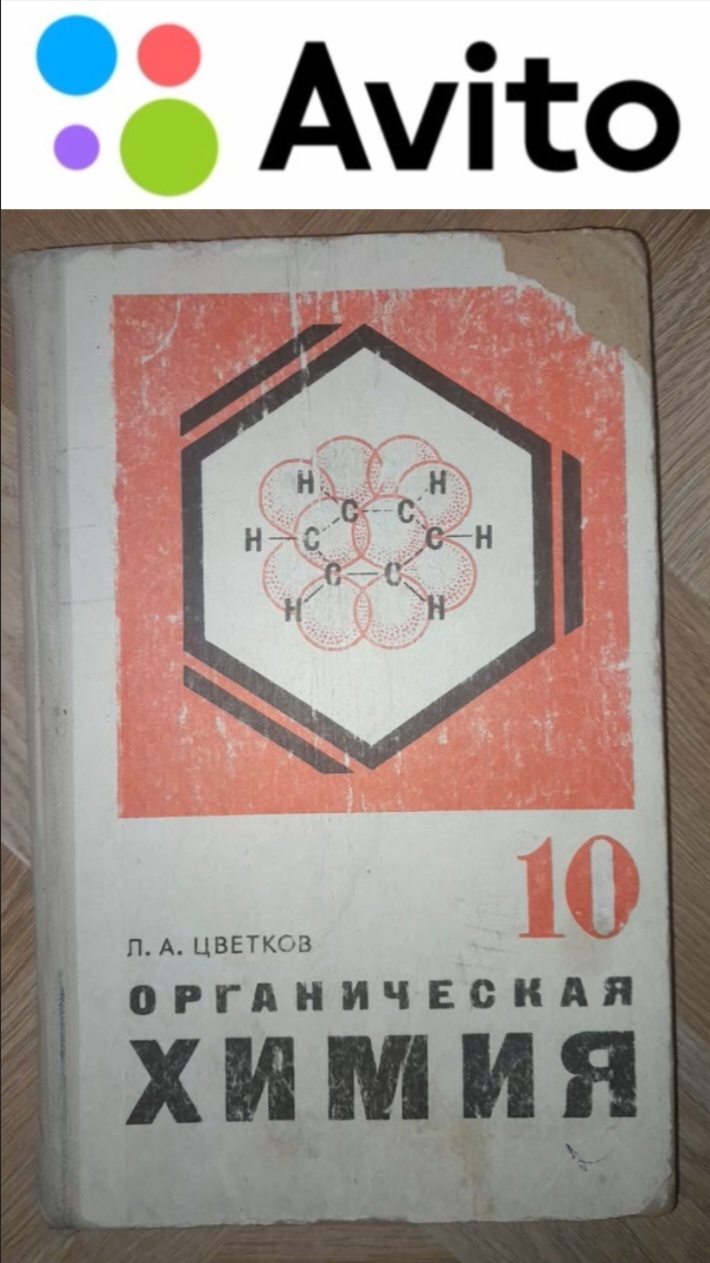 Avito
H H
C C
H C C H
C C
H H
10
Л. А. ЦВЕТКОВ
ОРГАНИЧЕСКАЯ
ХИМИЯ